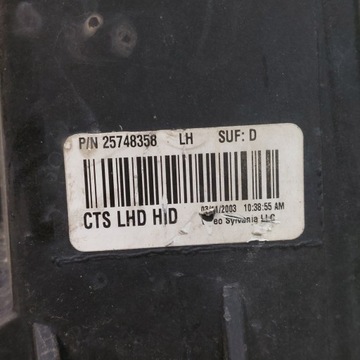 P/N 25748358 LH SUF: D
CTS LHD HID
10:38:55 AM
Sylvania LLC